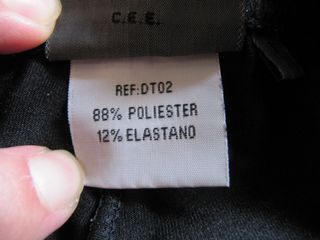 C.E.E.
REF:DT02
88% POLIESTER
12% ELASTANO